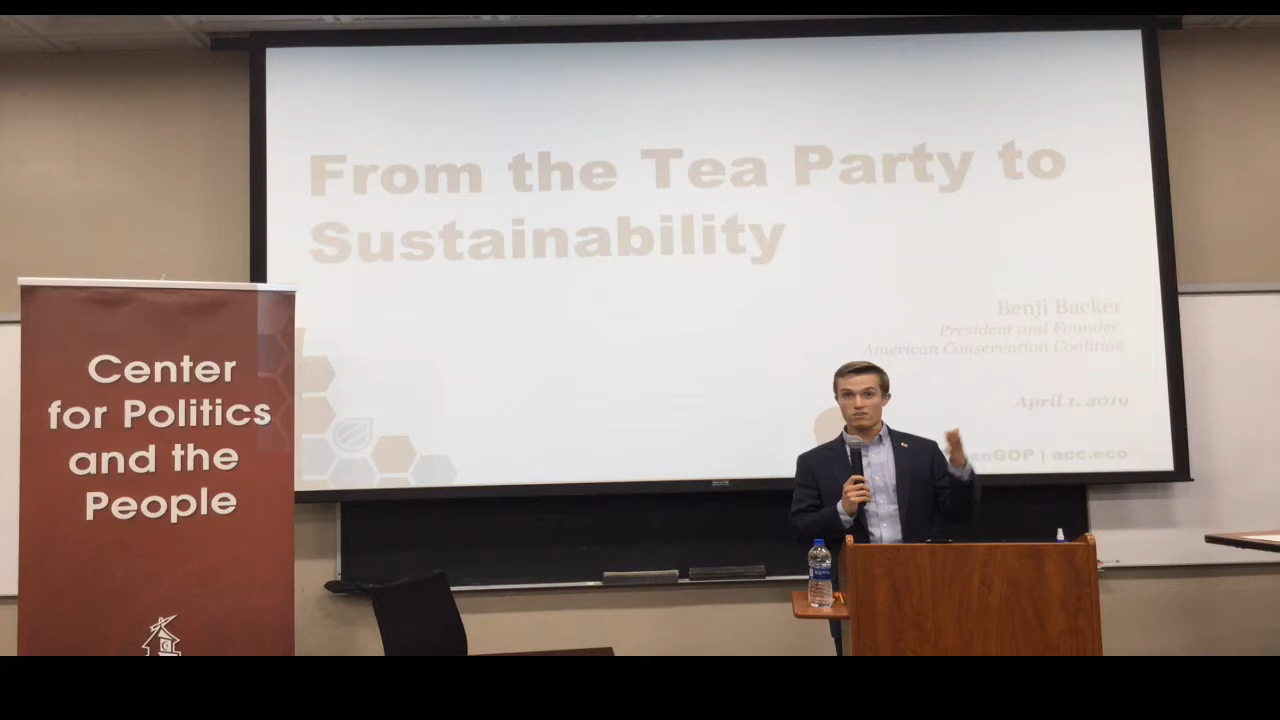 From the Tea Party to
Sustainability
Benji Backer
President and Founder,
American Conservation Coalition
April 1, 2019
GOP | acc.eco
Center
for Politics
and the
People